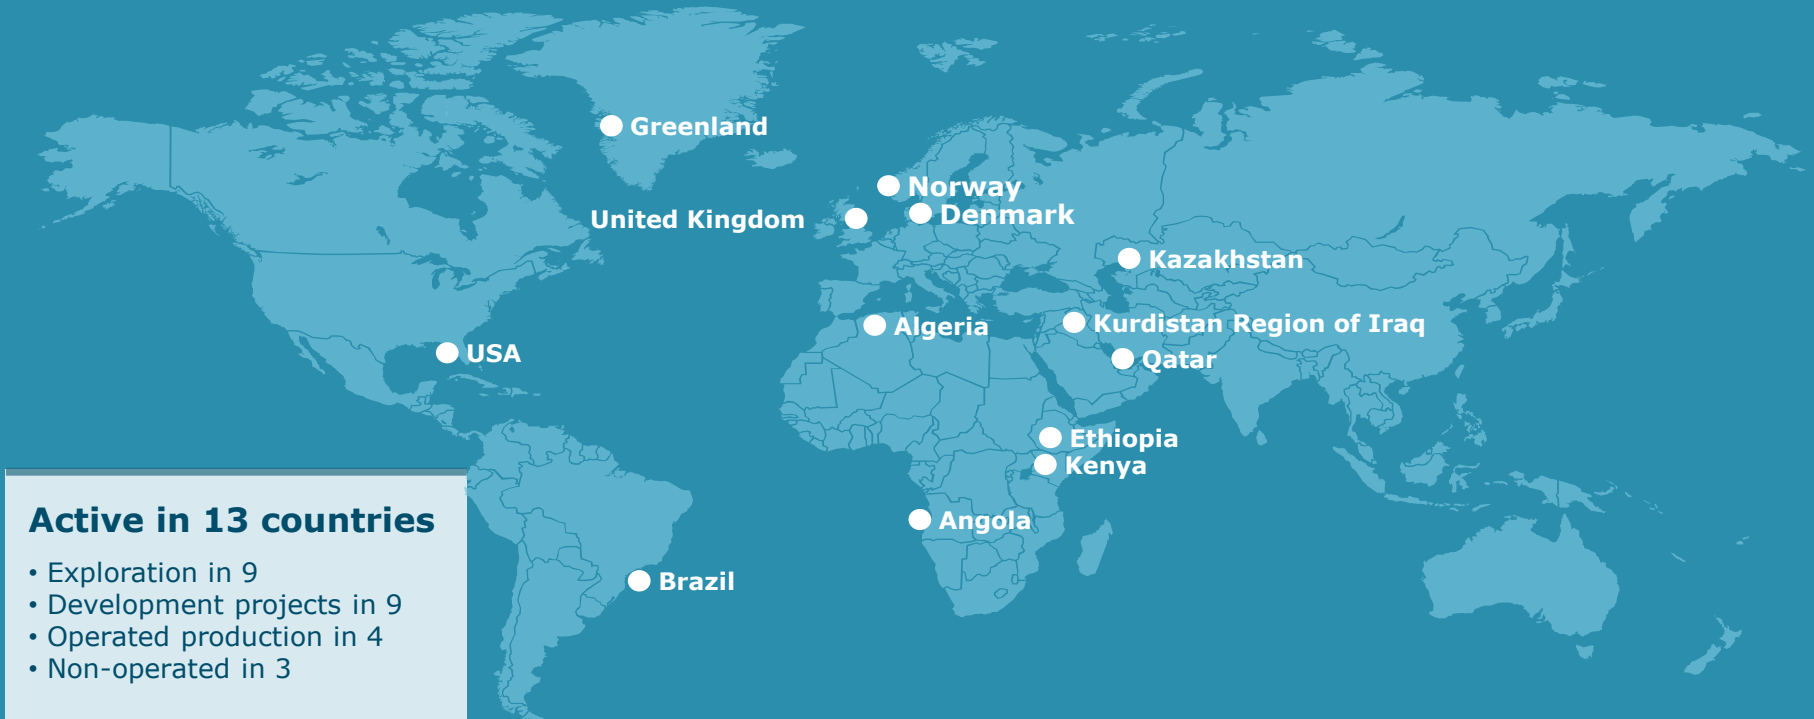 Greenland
Norway
United Kingdom
Denmark
Kazakhstan
Algeria
Kurdistan Region of Iraq
USA
Qatar
Ethiopia
Kenya
Angola
Brazil
Active in 13 countries
• Exploration in 9
• Development projects in 9
• Operated production in 4
• Non-operated in 3